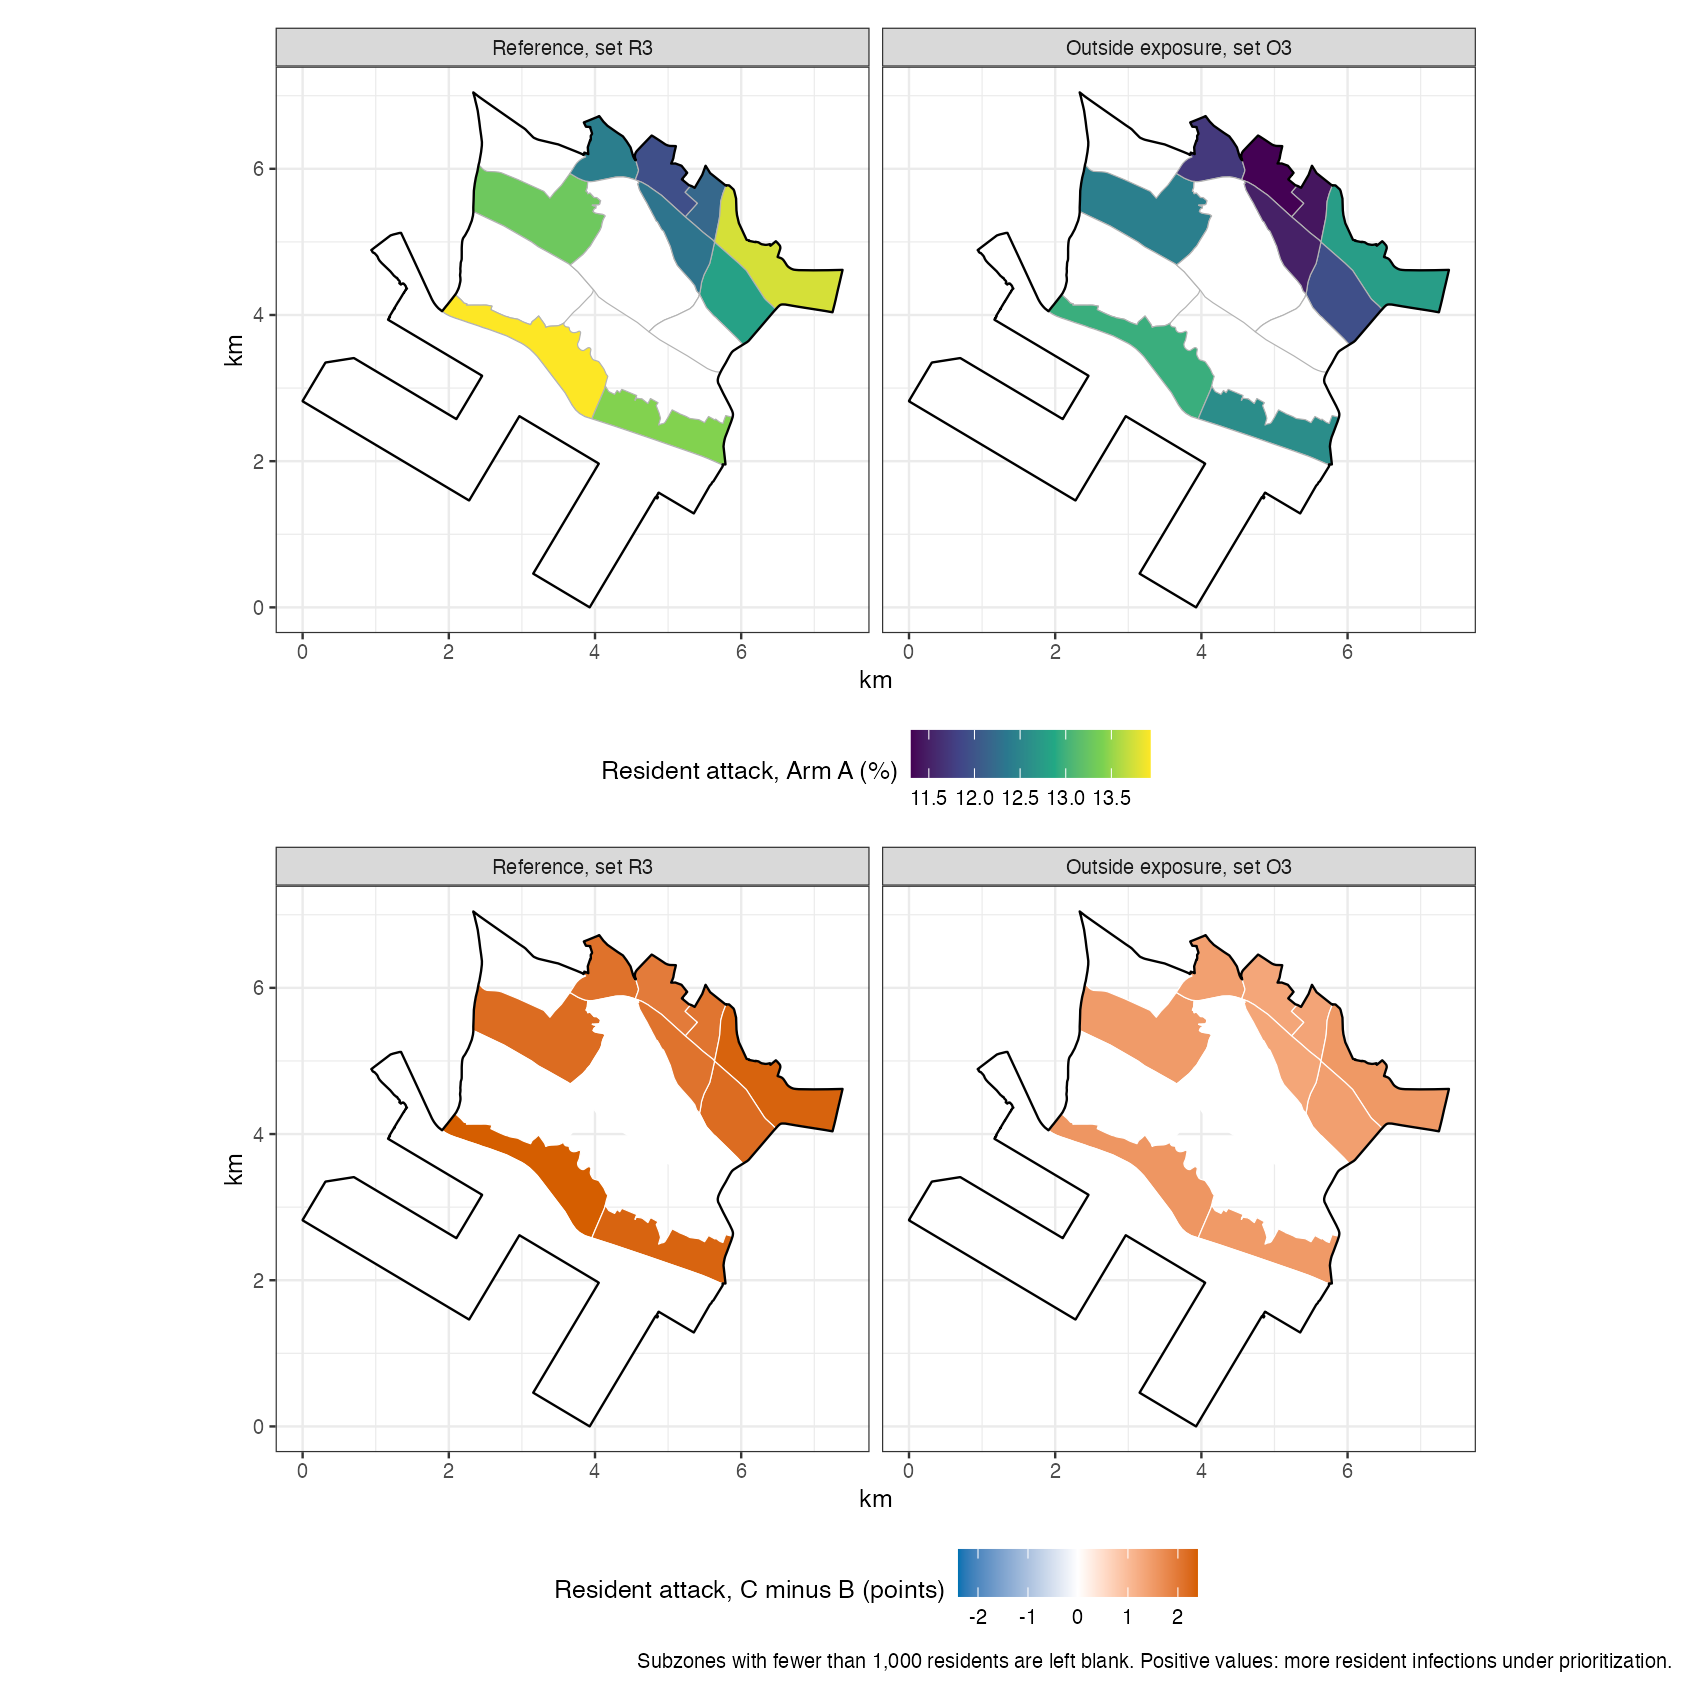 Reference, set R3
Outside exposure, set O3
6
4
2
0
km
0 2 4 6
0 2 4 6
km
Resident attack, Arm A (%)
11.5 12.0 12.5 13.0 13.5
Reference, set R3
Outside exposure, set O3
6
4
2
0
km
0 2 4 6
0 2 4 6
km
Resident attack, C minus B (points)
-2 -1 0 1 2
Subzones with fewer than 1,000 residents are left blank. Positive values: more resident infections under prioritization.